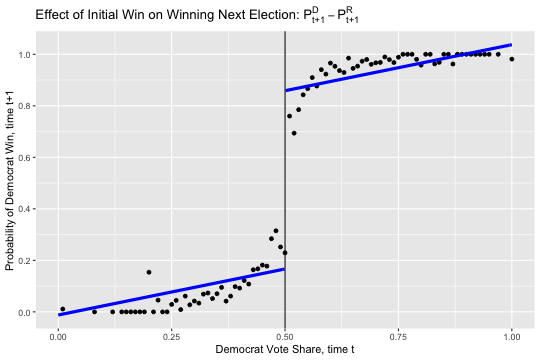 Effect of Initial Win on Winning Next Election: P^D_{t+1} − P^R_{t+1}
Probability of Democrat Win, time t+1
1.0
0.8
0.6
0.4
0.2
0.0
0.00 0.25 0.50 0.75 1.00
Democrat Vote Share, time t